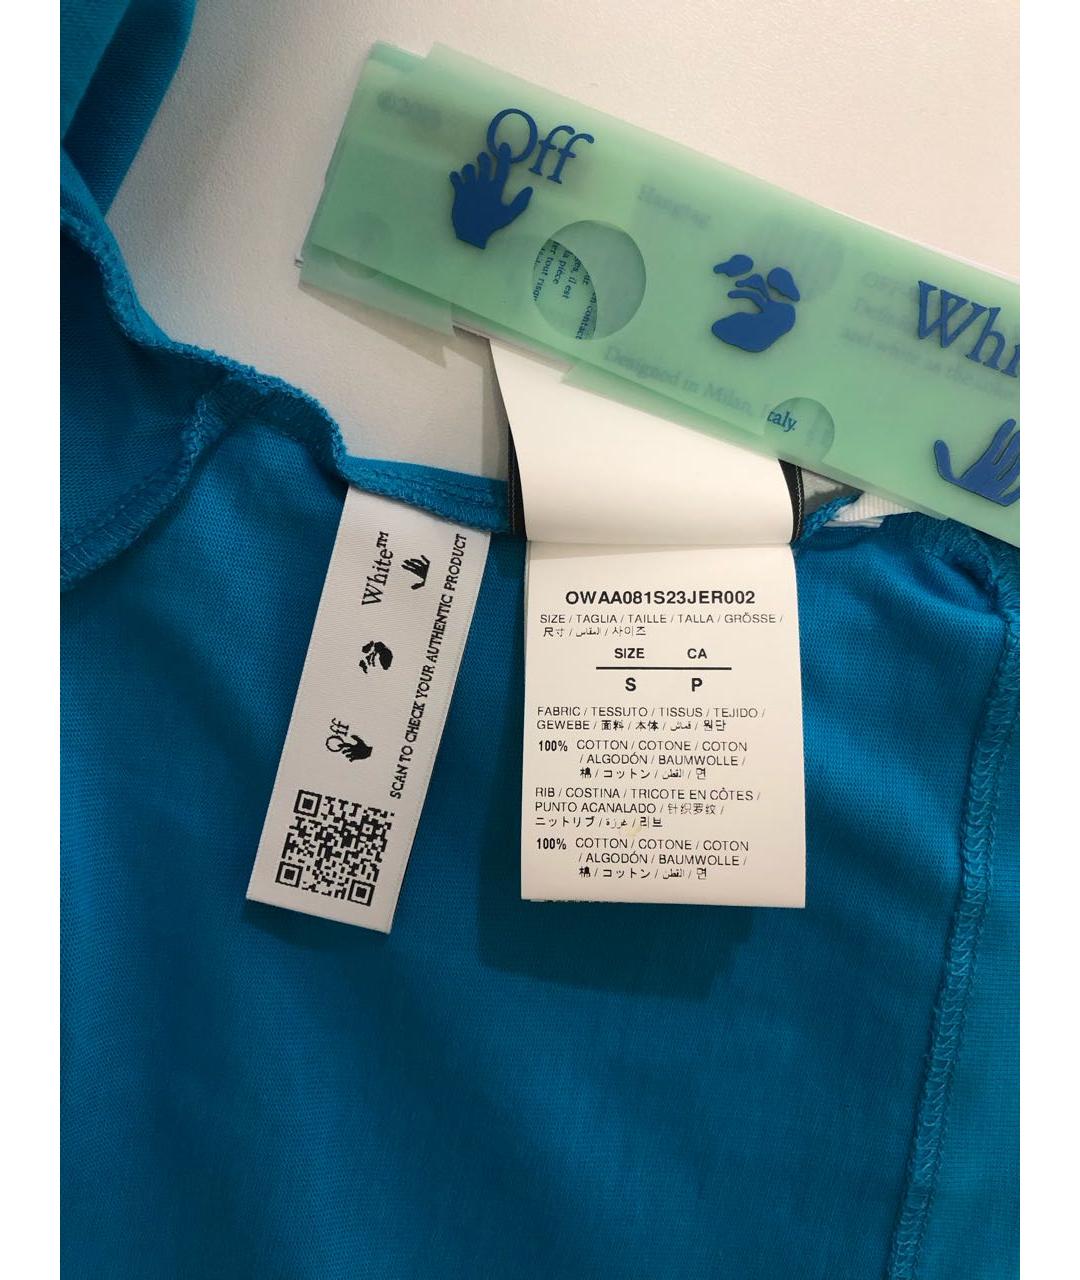 Off
Whi
Hangtag
Designed in Milan, Italy.
White™
Off
SCAN TO CHECK YOUR AUTHENTIC PRODUCT
OWAA081S23JER002
SIZE / TAGLIA / TAILLE / TALLA / GRÖSSE /
尺寸 / المقاس / 사이즈
SIZE CA
S P
FABRIC / TESSUTO / TISSUS / TEJIDO /
GEWEBE / 面料 / 本体 / قماش / 원단
100% COTTON / COTONE / COTON
/ ALGODÓN / BAUMWOLLE /
棉 / コットン / القطن / 면
RIB / COSTINA / TRICOTE EN CÔTES /
PUNTO ACANALADO / 针织罗纹 /
ニットリブ / غرزة / 리브
100% COTTON / COTONE / COTON
/ ALGODÓN / BAUMWOLLE /
棉 / コットン / القطن / 면